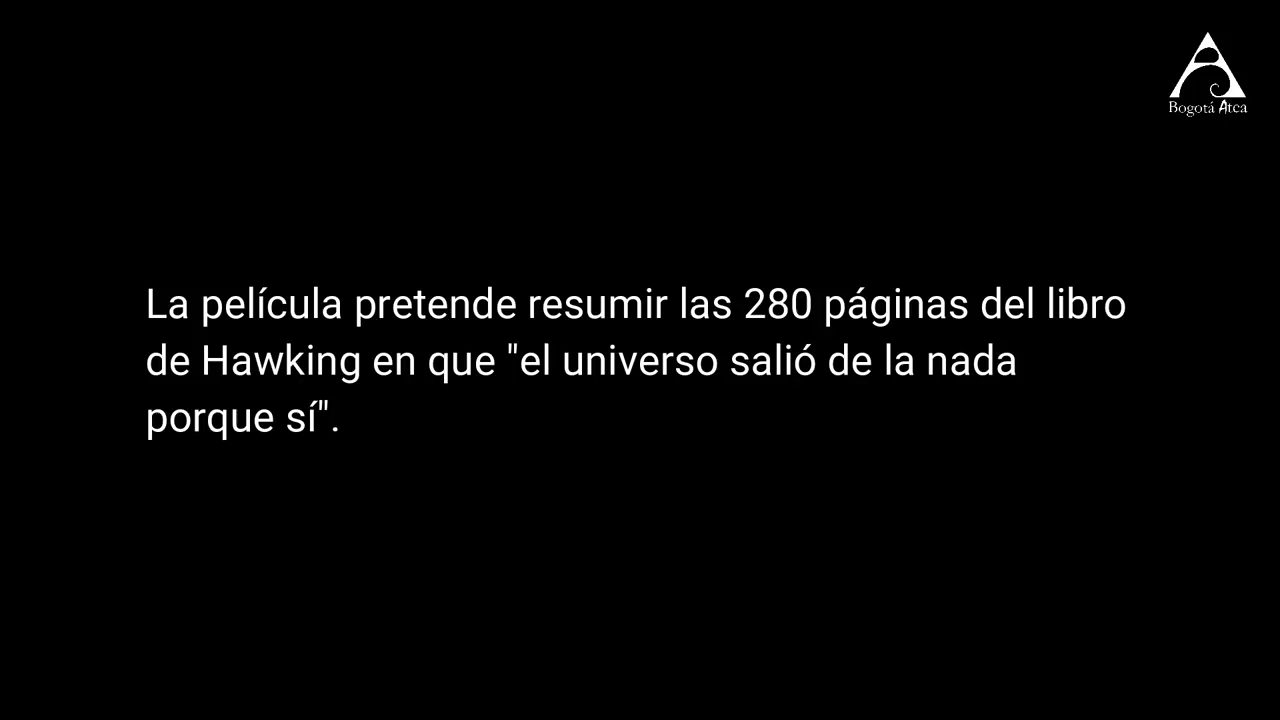 Bogotá Atea
La película pretende resumir las 280 páginas del libro
de Hawking en que "el universo salió de la nada
porque sí".